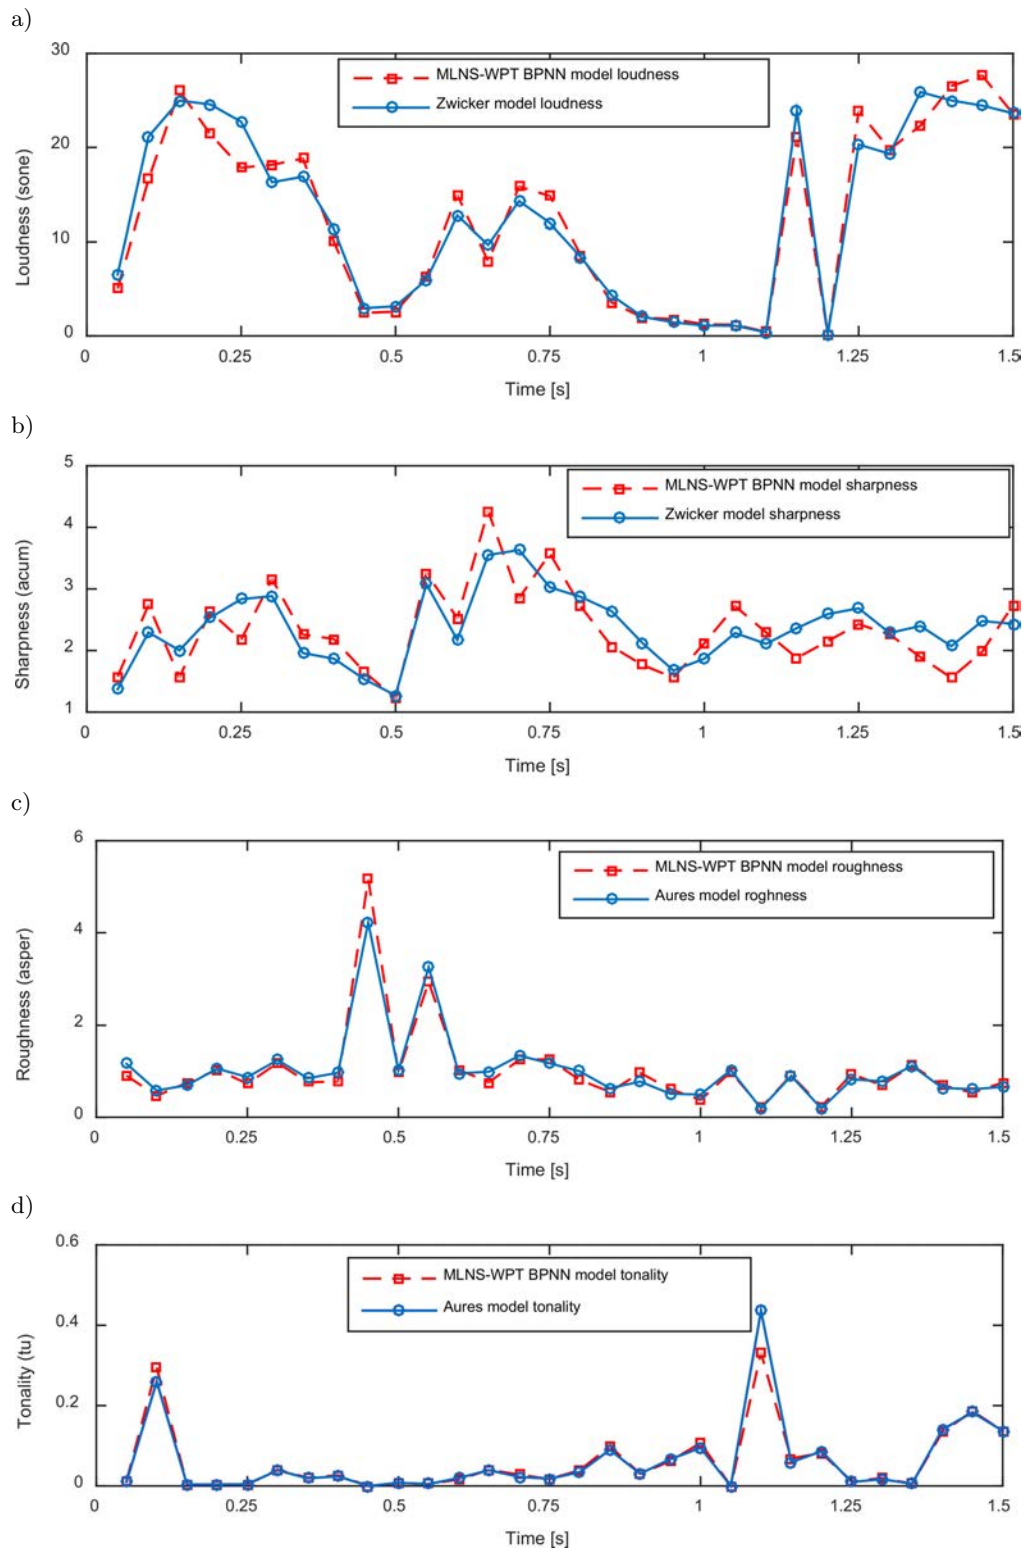 a)
30
20
10
0
Loudness (sone)
MLNS-WPT BPNN model loudness
Zwicker model loudness
0 0.25 0.5 0.75 1 1.25 1.5
Time [s]
b)
5
4
3
2
1
Sharpness (acum)
MLNS-WPT BPNN model sharpness
Zwicker model sharpness
0 0.25 0.5 0.75 1 1.25 1.5
Time [s]
c)
6
4
2
0
Roughness (asper)
MLNS-WPT BPNN model roughness
Aures model roghness
0 0.25 0.5 0.75 1 1.25 1.5
Time [s]
d)
0.6
0.4
0.2
0
Tonality (tu)
MLNS-WPT BPNN model tonality
Aures model tonality
0 0.25 0.5 0.75 1 1.25 1.5
Time [s]